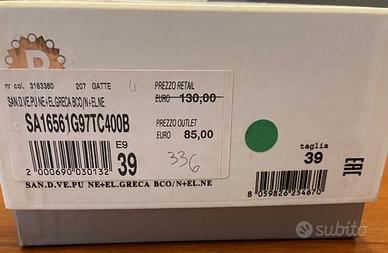 nr col. 3183380 207 GATTE
SAN.D.VE.PU NE+EL.GRECA BCO/N+EL.NE
SA16561G97TC400B
E9
2 000690 030132
39
PREZZO RETAIL
EURO 130,00
PREZZO OUTLET
EURO 85,00
336
taglia
39
8 059826 254670
EAC
SAN.D.VE.PU NE+EL.GRECA BCO/N+EL.NE
subito